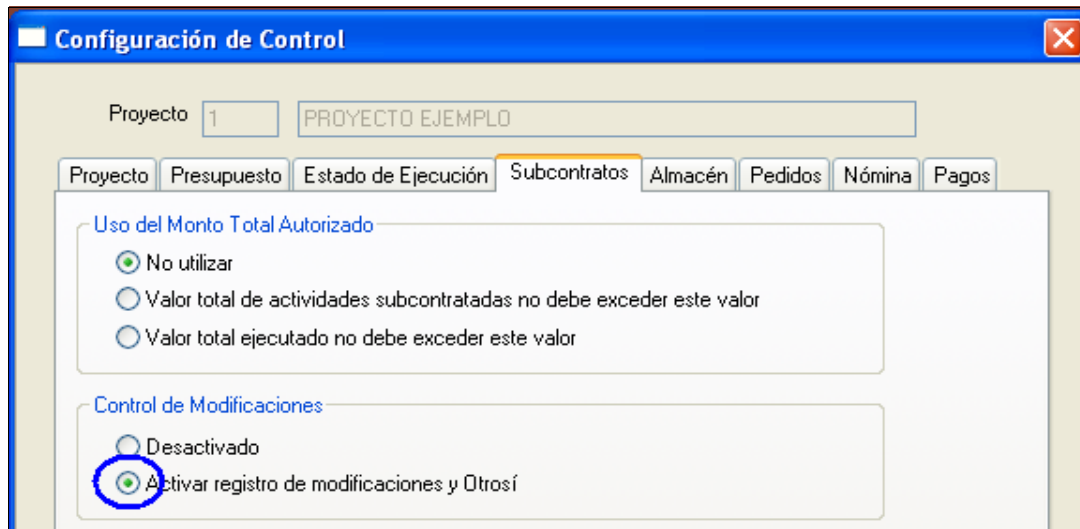 Configuración de Control
Proyecto 1 PROYECTO EJEMPLO
Proyecto Presupuesto Estado de Ejecución Subcontratos Almacén Pedidos Nómina Pagos
Uso del Monto Total Autorizado
No utilizar
Valor total de actividades subcontratadas no debe exceder este valor
Valor total ejecutado no debe exceder este valor
Control de Modificaciones
Desactivado
Activar registro de modificaciones y Otrosí